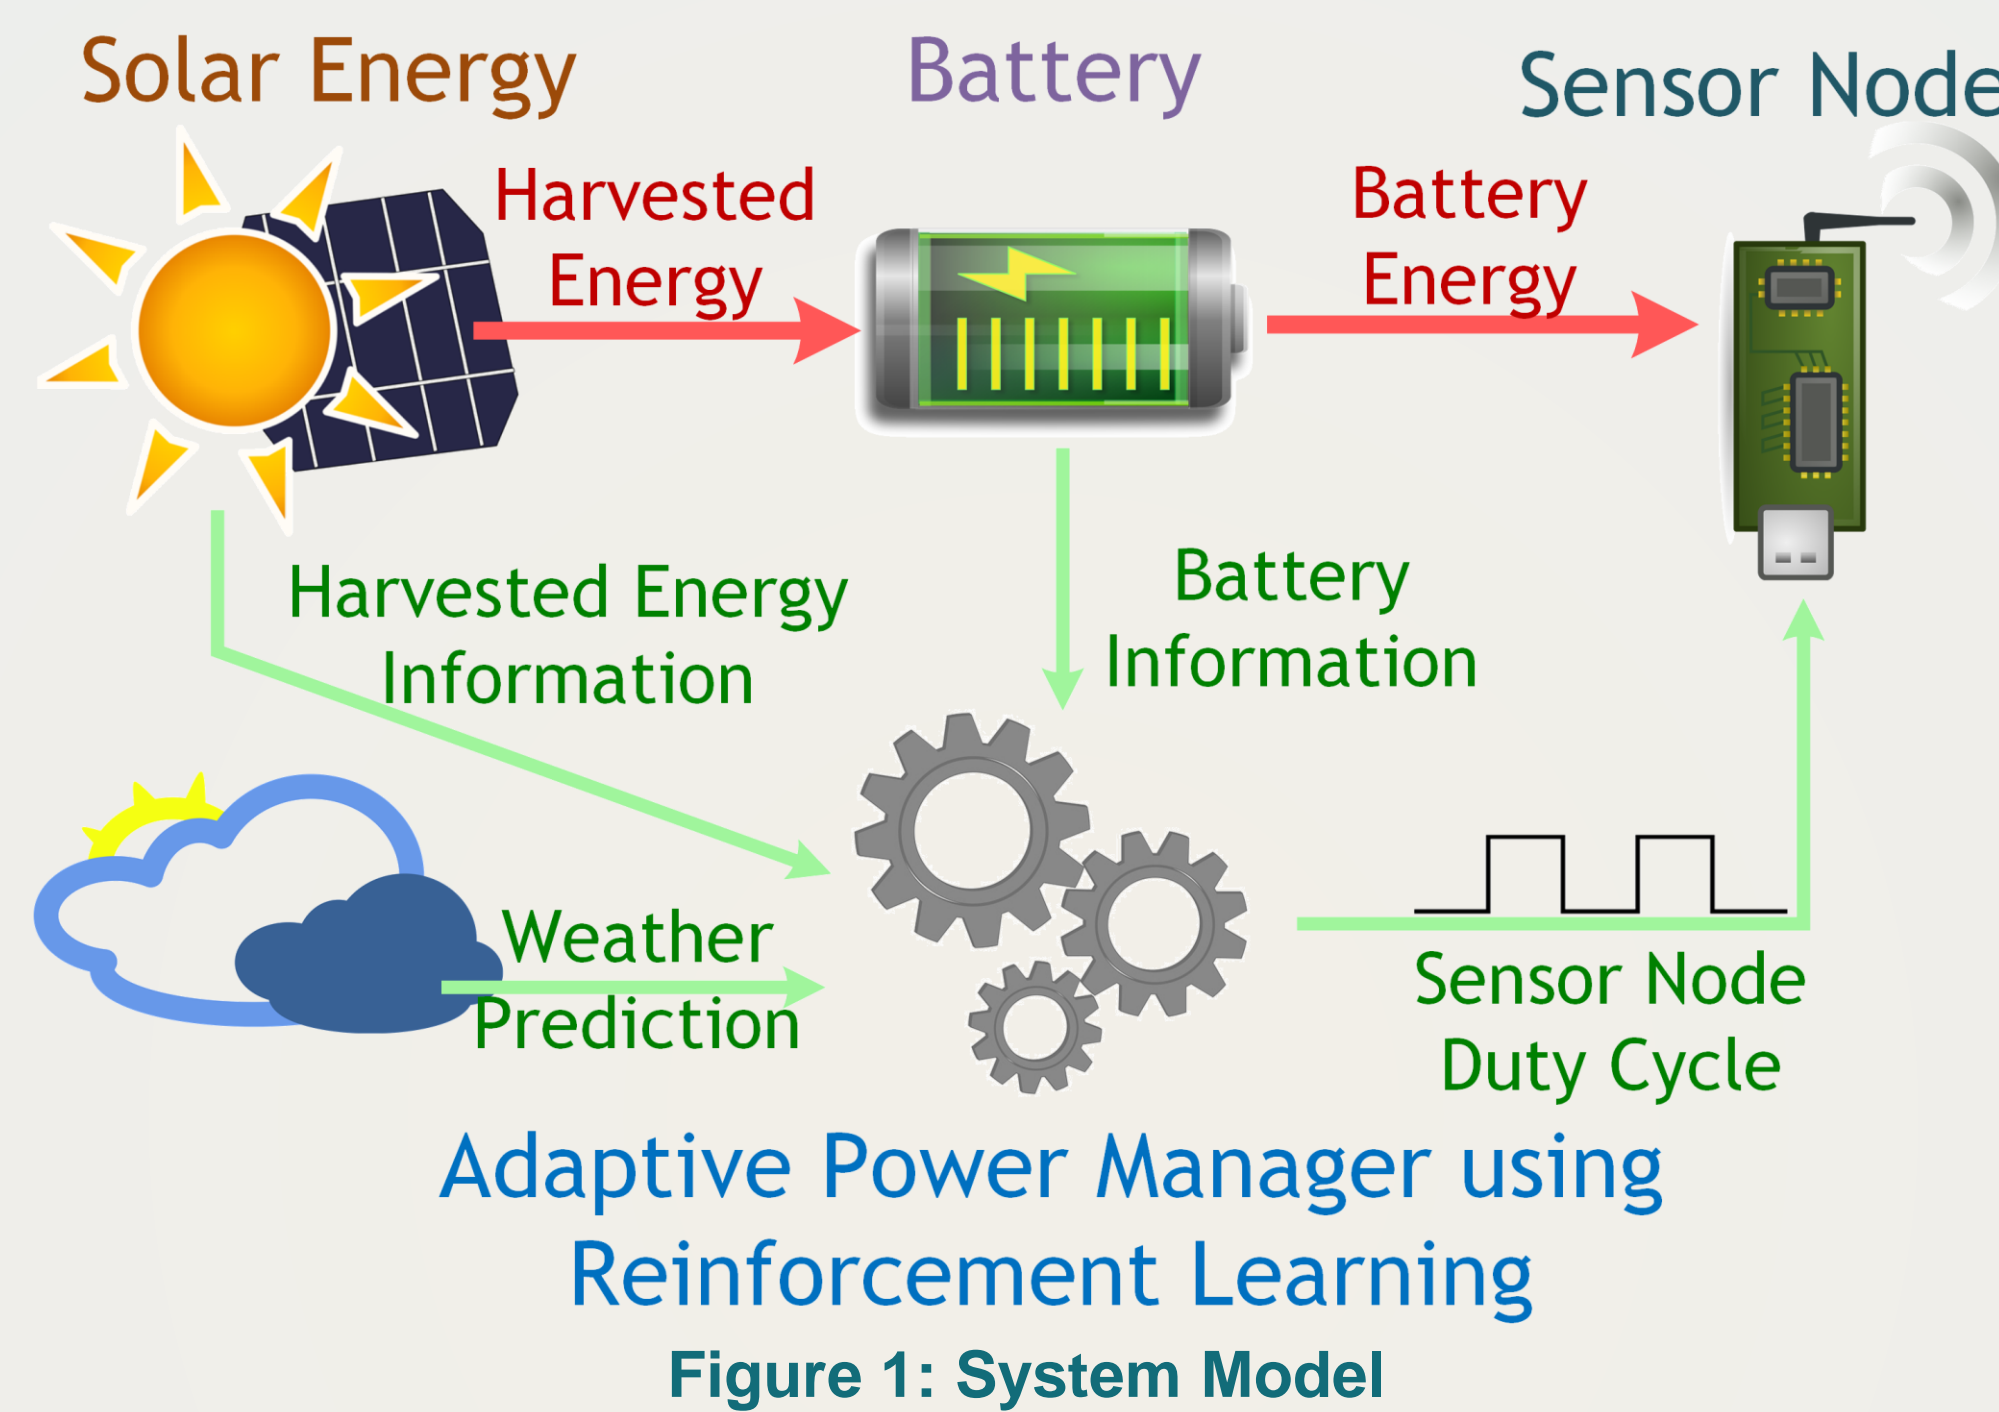 Solar Energy
Battery
Sensor Node
Harvested
Energy
Battery
Energy
Harvested Energy
Information
Battery
Information
Weather
Prediction
Sensor Node
Duty Cycle
Adaptive Power Manager using
Reinforcement Learning
Figure 1: System Model